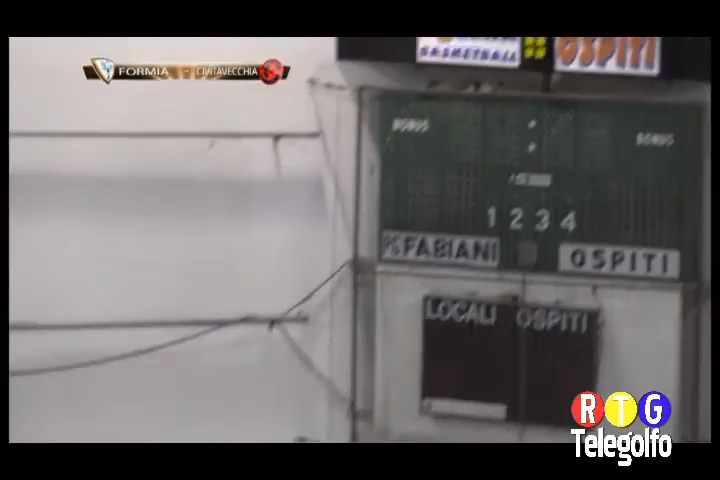 BASKETBALL OSPITI
FORMIA - CIVITAVECCHIA
BONUS BONUS
1 2 3 4
FABIANI OSPITI
LOCALI OSPITI
RTG
Telegolfo